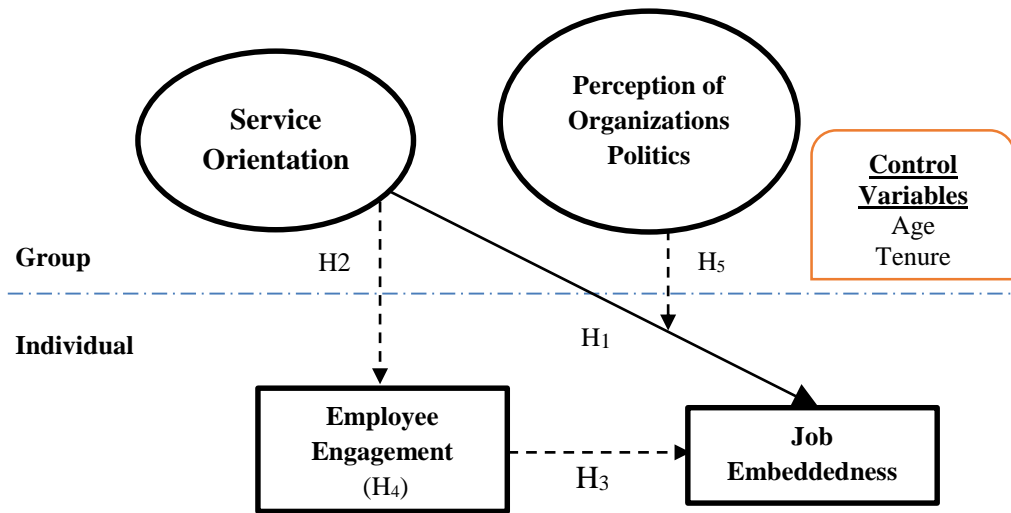 Service
Orientation
Perception of
Organizations
Politics
Control
Variables
Age
Tenure
Group
H2
H₅
Individual
H₁
Employee
Engagement
(H₄)
H₃
Job
Embeddedness